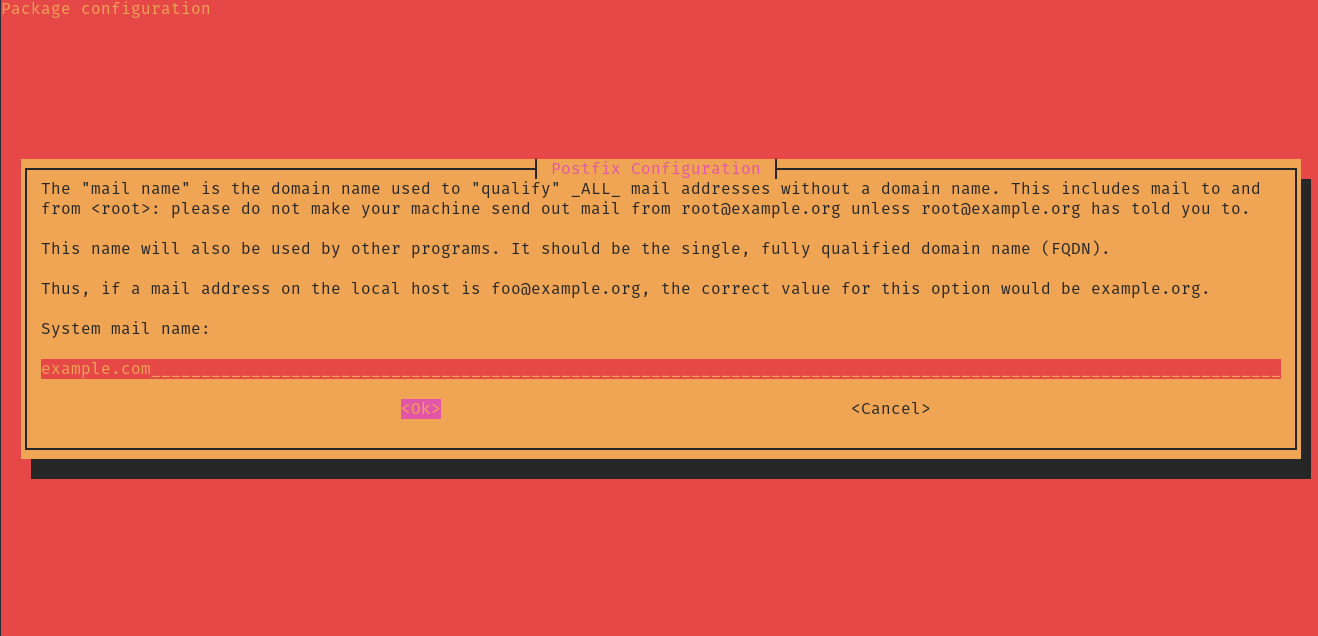 Package configuration
Postfix Configuration
The "mail name" is the domain name used to "qualify" _ALL_ mail addresses without a domain name. This includes mail to and
from <root>: please do not make your machine send out mail from root@example.org unless root@example.org has told you to.
This name will also be used by other programs. It should be the single, fully qualified domain name (FQDN).
Thus, if a mail address on the local host is foo@example.org, the correct value for this option would be example.org.
System mail name:
example.com
<Ok> <Cancel>